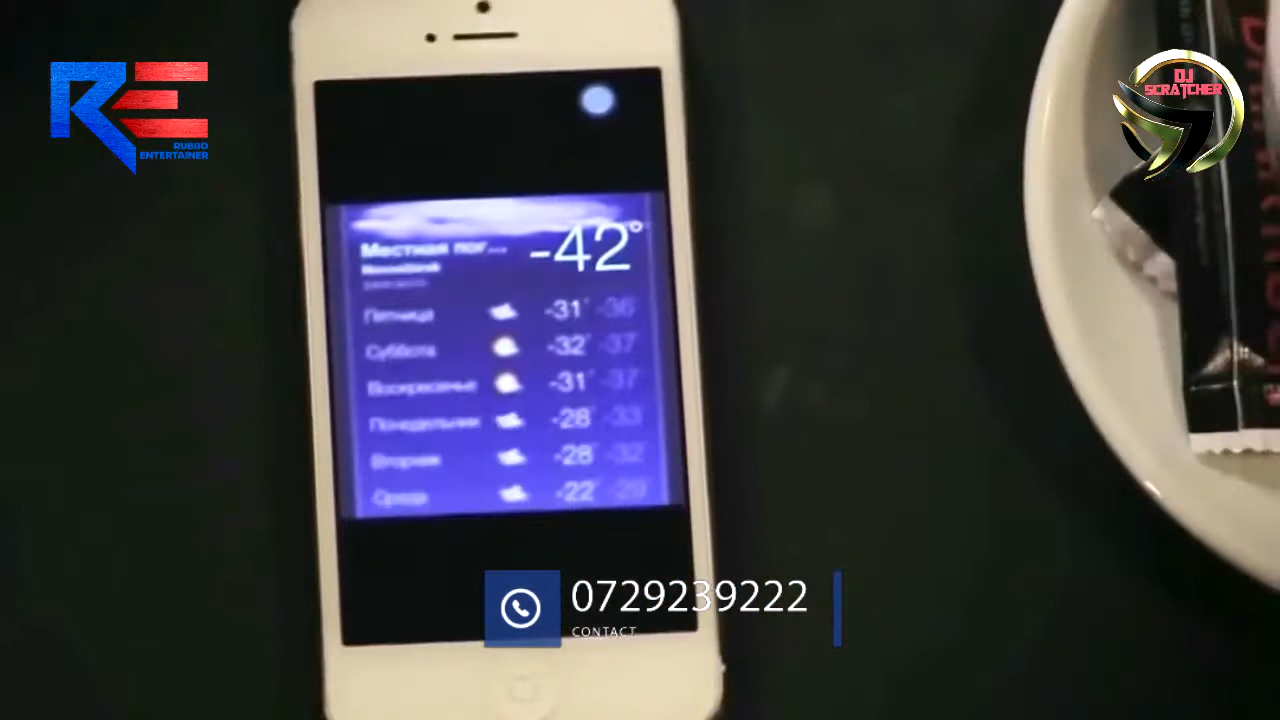 RE
RUBBO
ENTERTAINER
DJ
SCRATCHER
Местная пог... -42°
Пятница -31° -36°
Суббота -32° -37°
Воскресенье -31° -37°
Понедельник -28° -33
Вторник -28° -32°
Среда -22° -29°
0729239222
CONTACT